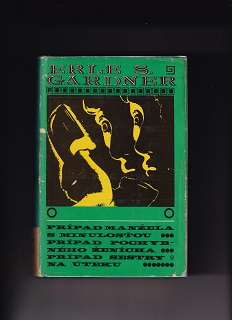 ERLE S.
GARDNER
PRÍPAD MANŽELA
S MINULOSŤOU
PRÍPAD POCHYB-
NÉHO ŽENÍCHA
PRÍPAD SESTRY
NA ÚTEKU